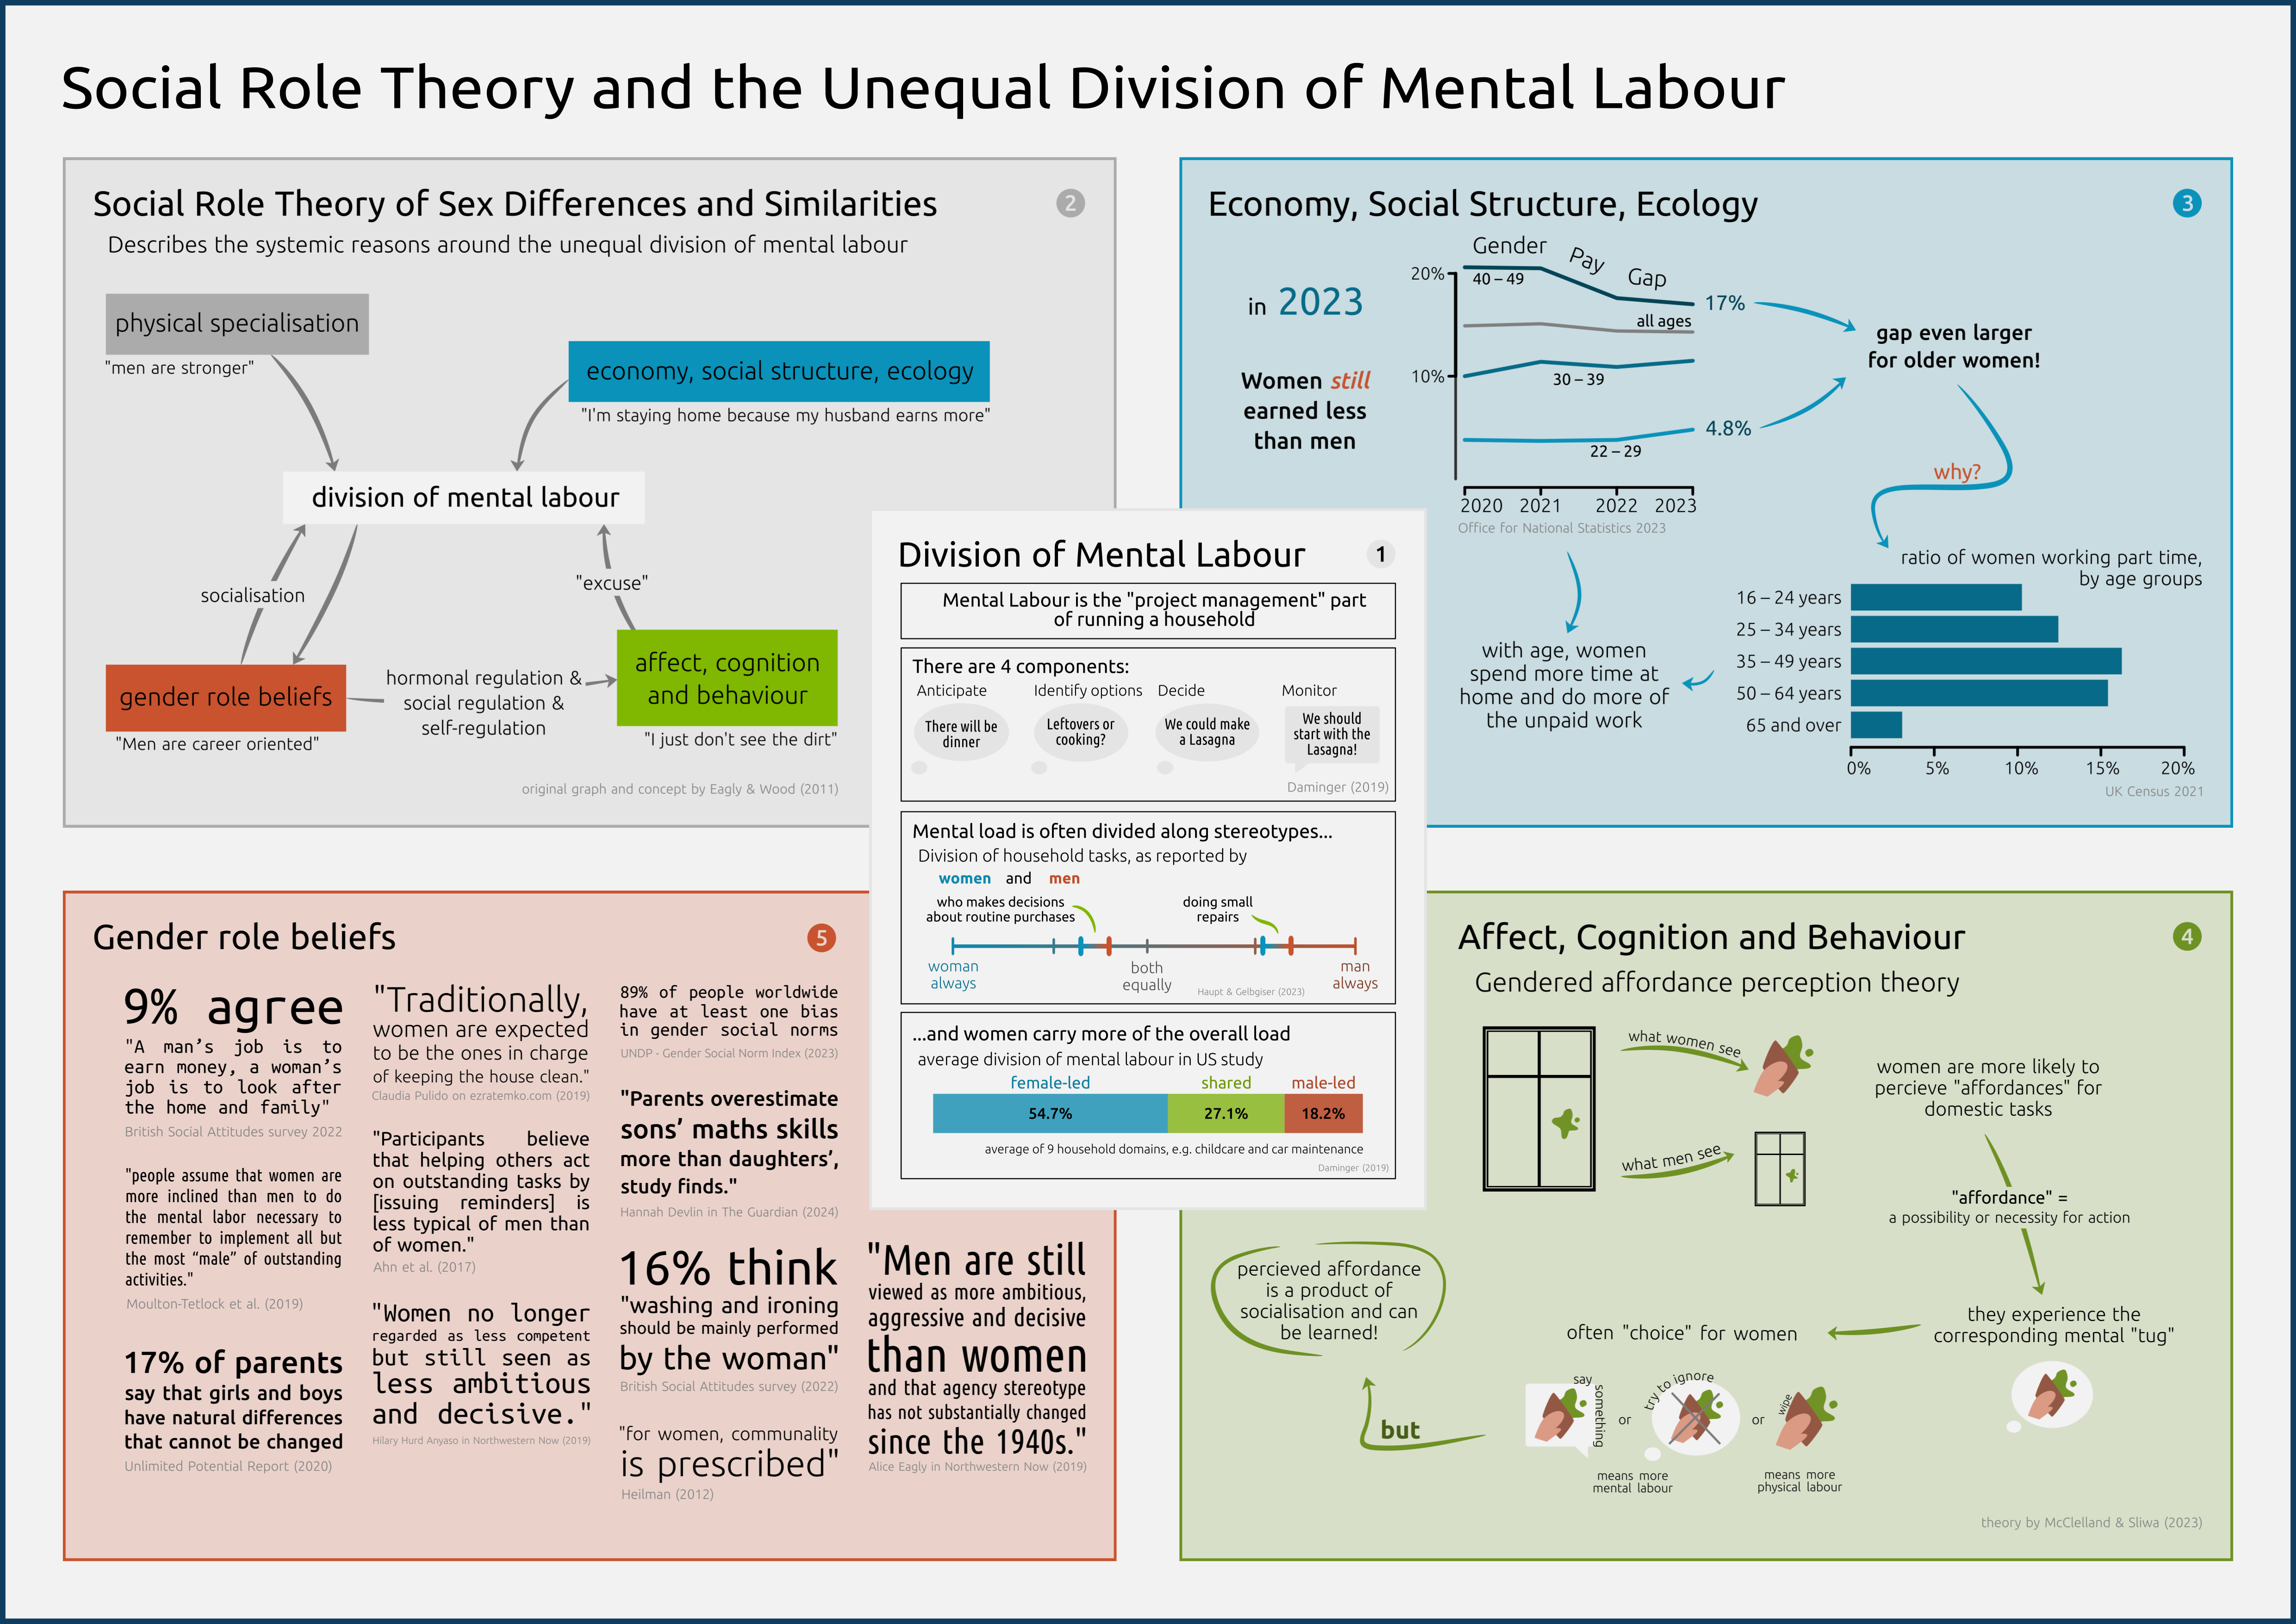 Social Role Theory and the Unequal Division of Mental Labour
Division of Mental Labour
1
Mental Labour is the "project management" part
of running a household
There are 4 components:
Anticipate
Identify options
Decide
Monitor
There will be
dinner
Leftovers or
cooking?
We could make
a Lasagna
We should
start with the
Lasagna!
Daminger (2019)
Mental load is often divided along stereotypes...
Division of household tasks, as reported by
women and men
who makes decisions
about routine purchases
doing small
repairs
woman
always
both
equally
man
always
Haupt & Gelbgiser (2023)
...and women carry more of the overall load
average division of mental labour in US study
female-led
shared
male-led
54.7%
27.1%
18.2%
average of 9 household domains, e.g. childcare and car maintenance
Daminger (2019)
Social Role Theory of Sex Differences and Similarities
2
Describes the systemic reasons around the unequal division of mental labour
physical specialisation
"men are stronger"
economy, social structure, ecology
"I'm staying home because my husband earns more"
division of mental labour
socialisation
"excuse"
gender role beliefs
"Men are career oriented"
hormonal regulation &
social regulation &
self-regulation
affect, cognition
and behaviour
"I just don't see the dirt"
original graph and concept by Eagly & Wood (2011)
Economy, Social Structure, Ecology
3
in 2023
Women still
earned less
than men
Gender Pay Gap
20%
10%
40 – 49
all ages
30 – 39
22 – 29
17%
4.8%
2020 2021 2022 2023
Office for National Statistics 2023
gap even larger
for older women!
why?
ratio of women working part time,
by age groups
16 – 24 years
25 – 34 years
35 – 49 years
50 – 64 years
65 and over
0% 5% 10% 15% 20%
UK Census 2021
with age, women
spend more time at
home and do more of
the unpaid work
Affect, Cognition and Behaviour
4
Gendered affordance perception theory
what women see
what men see
women are more likely to
percieve "affordances" for
domestic tasks
"affordance" =
a possibility or necessity for action
they experience the
corresponding mental "tug"
often "choice" for women
say
something
or
try to ignore
or
wipe
means more
mental labour
means more
physical labour
but
percieved affordance
is a product of
socialisation and can
be learned!
theory by McClelland & Sliwa (2023)
Gender role beliefs
5
9% agree
"A man’s job is to
earn money, a woman’s
job is to look after
the home and family"
British Social Attitudes survey 2022
"people assume that women are
more inclined than men to do
the mental labor necessary to
remember to implement all but
the most “male” of outstanding
activities."
Moulton-Tetlock et al. (2019)
17% of parents
say that girls and boys
have natural differences
that cannot be changed
Unlimited Potential Report (2020)
"Traditionally,
women are expected
to be the ones in charge
of keeping the house clean."
Claudia Pulido on ezratemko.com (2019)
"Participants believe
that helping others act
on outstanding tasks by
[issuing reminders] is
less typical of men than
of women."
Ahn et al. (2017)
"Women no longer
regarded as less competent
but still seen as
less ambitious
and decisive."
Hilary Hurd Anyaso in Northwestern Now (2019)
89% of people worldwide
have at least one bias
in gender social norms
UNDP - Gender Social Norm Index (2023)
"Parents overestimate
sons’ maths skills
more than daughters’,
study finds."
Hannah Devlin in The Guardian (2024)
16% think
"washing and ironing
should be mainly performed
by the woman"
British Social Attitudes survey (2022)
"for women, communality
is prescribed"
Heilman (2012)
"Men are still
viewed as more ambitious,
aggressive and decisive
than women
and that agency stereotype
has not substantially changed
since the 1940s."
Alice Eagly in Northwestern Now (2019)